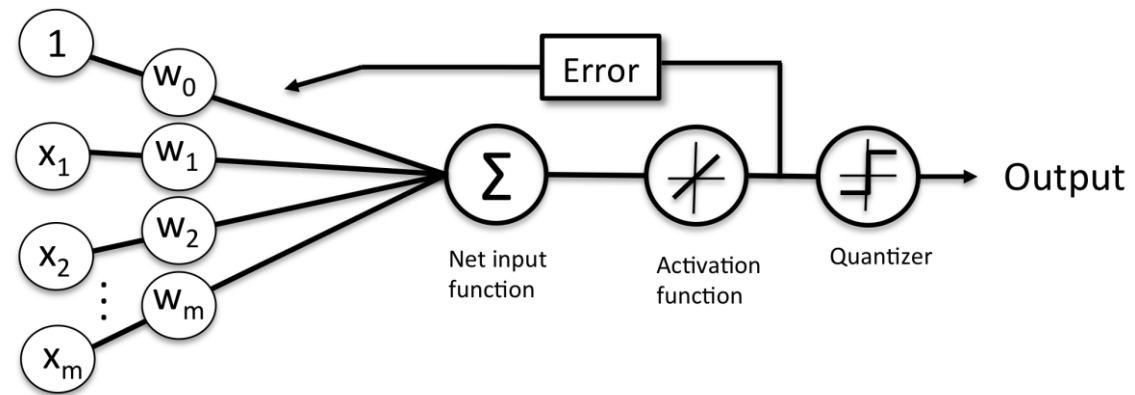 1
w₀
Error
x₁
w₁
Σ
Output
x₂
w₂
Net input
function
Activation
function
Quantizer
⋮
wₘ
xₘ